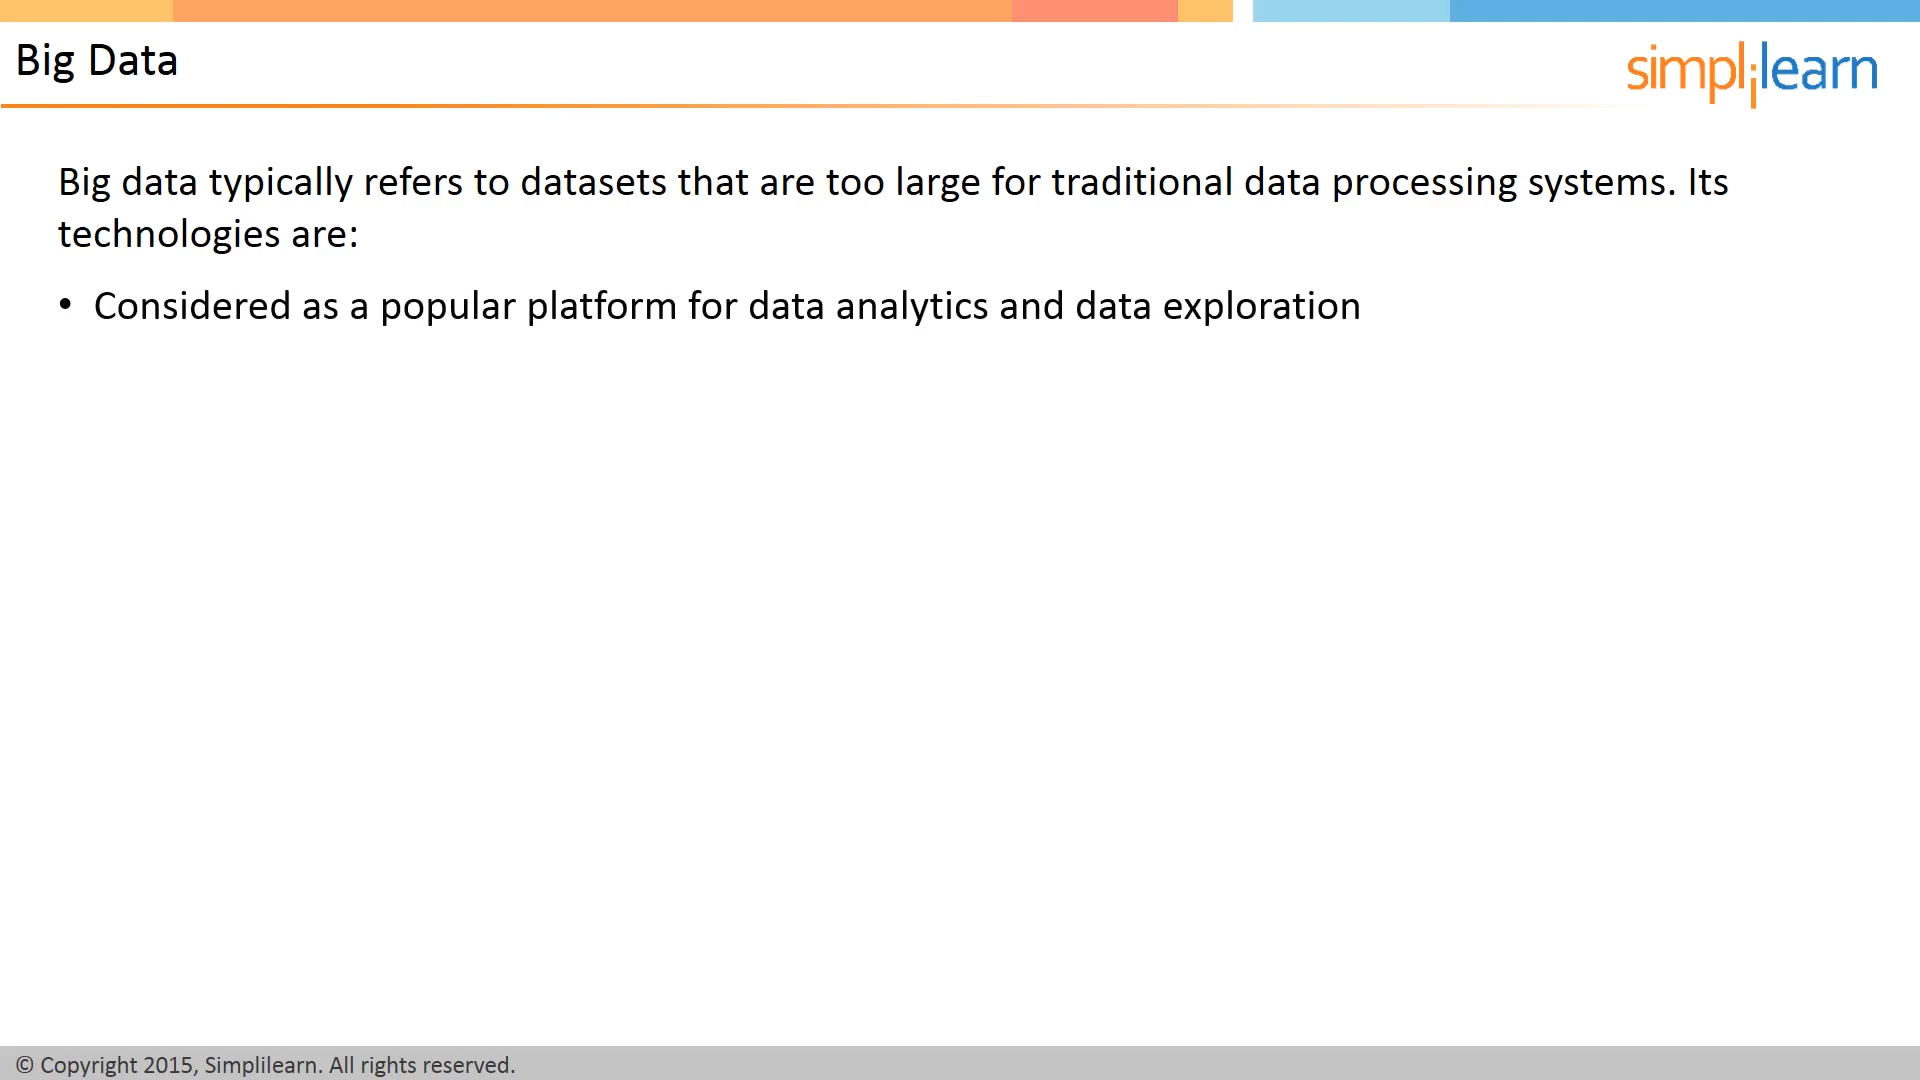 Big Data
simplilearn
Big data typically refers to datasets that are too large for traditional data processing systems. Its
technologies are:
• Considered as a popular platform for data analytics and data exploration
© Copyright 2015, Simplilearn. All rights reserved.